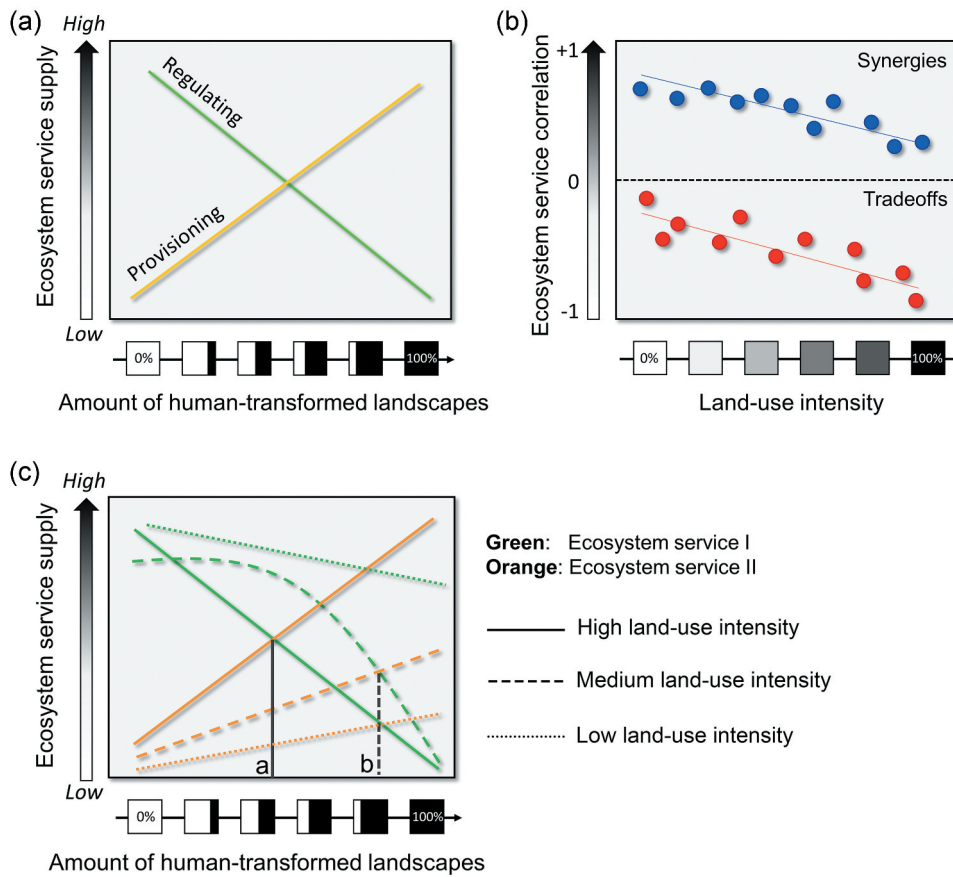 (a)
High
Ecosystem service supply
Low
Regulating
Provisioning
0%
100%
Amount of human-transformed landscapes
(b)
+1
0
-1
Ecosystem service correlation
Synergies
Tradeoffs
0%
100%
Land-use intensity
(c)
High
Ecosystem service supply
Low
a
b
0%
100%
Amount of human-transformed landscapes
Green: Ecosystem service I
Orange: Ecosystem service II
High land-use intensity
Medium land-use intensity
Low land-use intensity